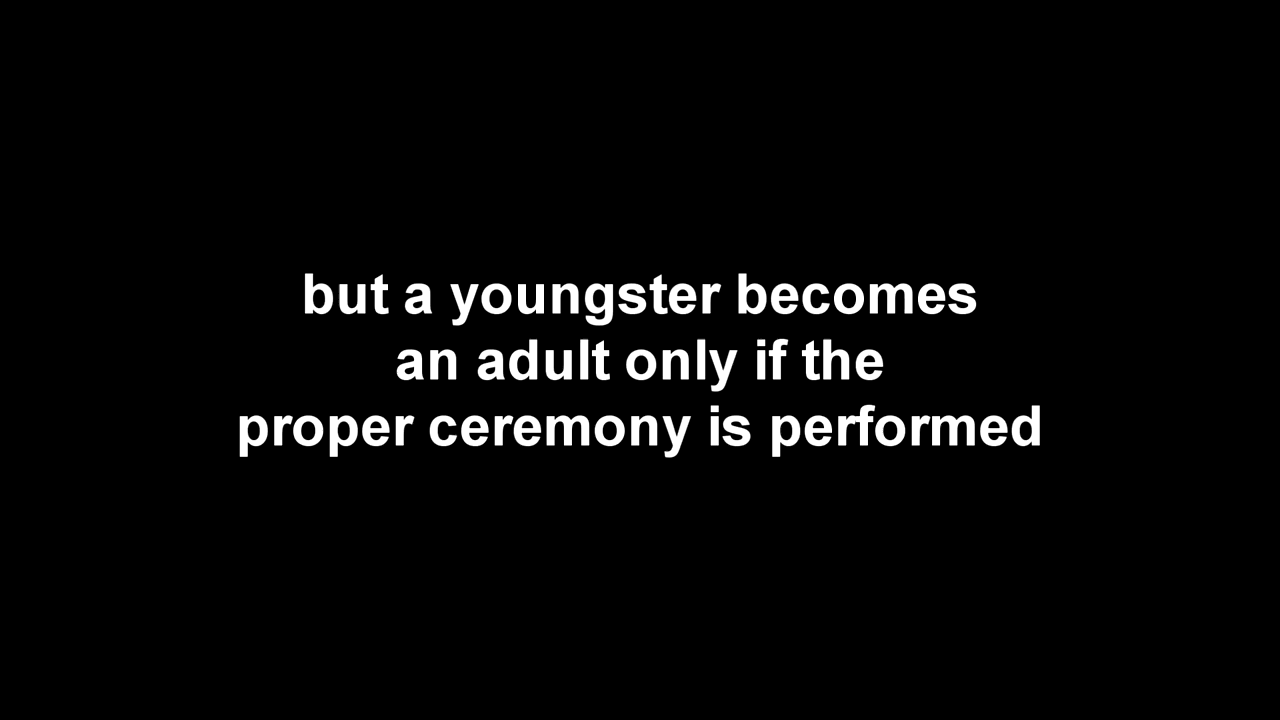 but a youngster becomes
an adult only if the
proper ceremony is performed